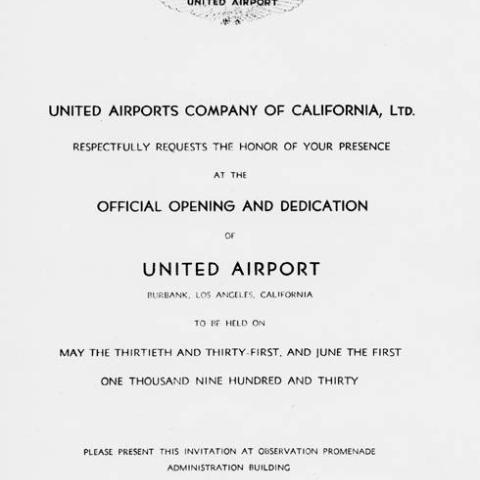 UNITED AIRPORT
UNITED AIRPORTS COMPANY OF CALIFORNIA, LTD.
RESPECTFULLY REQUESTS THE HONOR OF YOUR PRESENCE
AT THE
OFFICIAL OPENING AND DEDICATION
OF
UNITED AIRPORT
BURBANK, LOS ANGELES, CALIFORNIA
TO BE HELD ON
MAY THE THIRTIETH AND THIRTY-FIRST, AND JUNE THE FIRST
ONE THOUSAND NINE HUNDRED AND THIRTY
PLEASE PRESENT THIS INVITATION AT OBSERVATION PROMENADE
ADMINISTRATION BUILDING